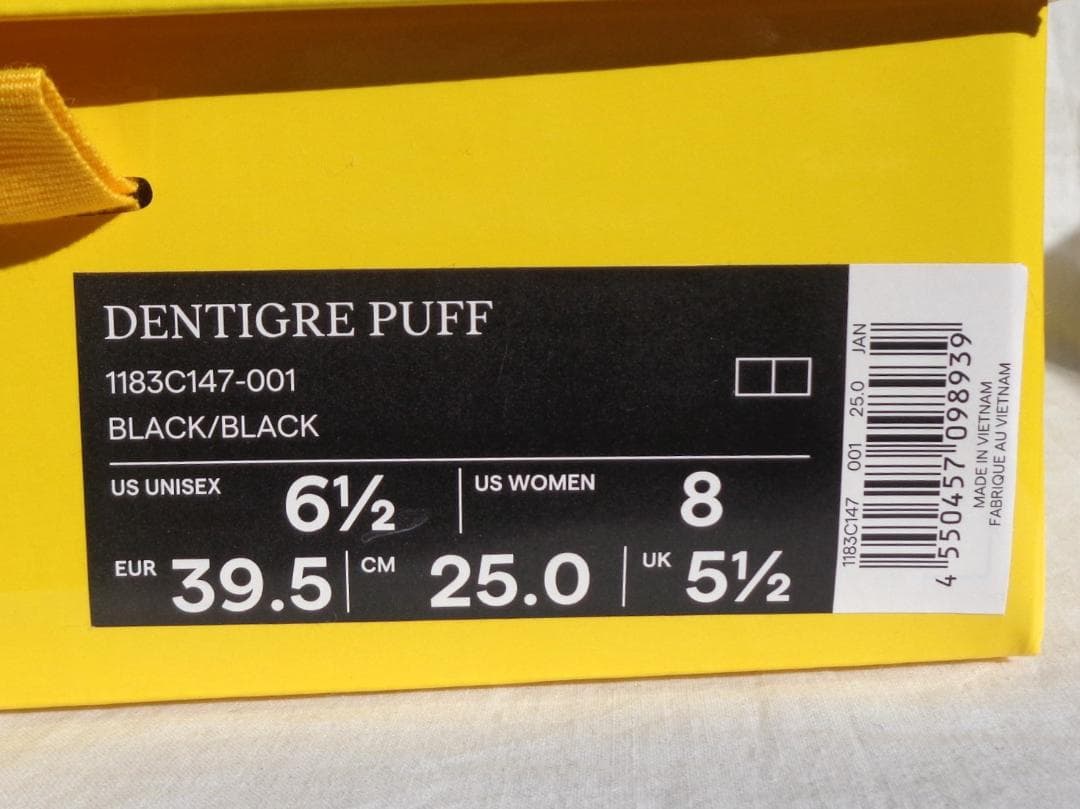 DENTIGRE PUFF
1183C147-001
BLACK/BLACK
US UNISEX 6½ US WOMEN 8
EUR 39.5 CM 25.0 UK 5½
1183C147 001 25.0 JAN
4 550457 098939
MADE IN VIETNAM
FABRIQUE AU VIETNAM